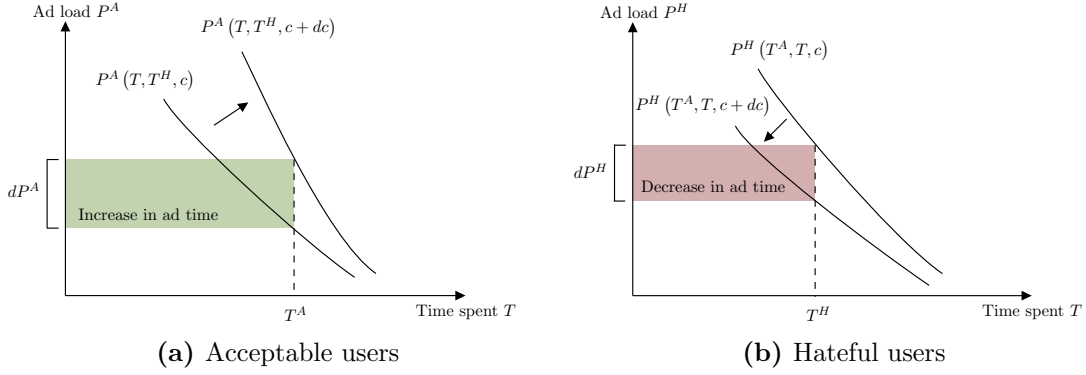 Ad load P^A
P^A (T, T^H, c + dc)
P^A (T, T^H, c)
dP^A
Increase in ad time
T^A
Time spent T
(a) Acceptable users
Ad load P^H
P^H (T^A, T, c)
P^H (T^A, T, c + dc)
dP^H
Decrease in ad time
T^H
Time spent T
(b) Hateful users